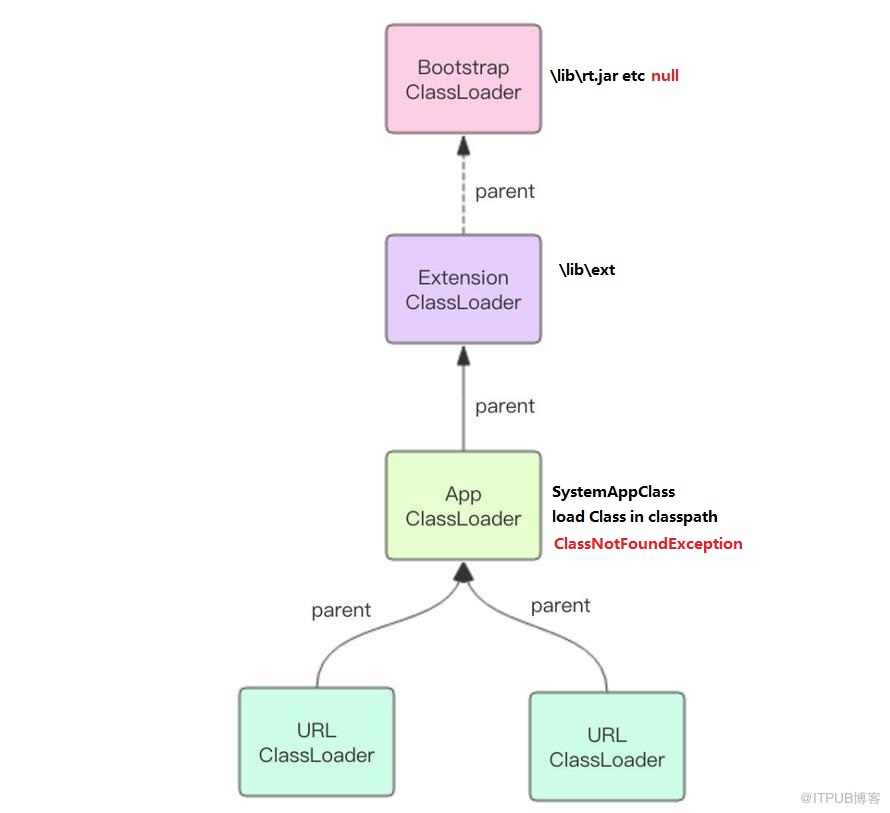 Bootstrap
ClassLoader
\lib\rt.jar etc null
parent
Extension
ClassLoader
\lib\ext
parent
App
ClassLoader
SystemAppClass
load Class in classpath
ClassNotFoundException
parent
parent
URL
ClassLoader
URL
ClassLoader
@ITPUB博客